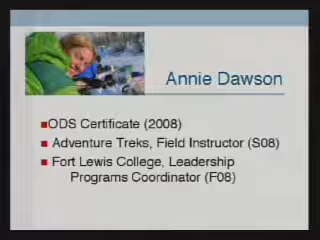 Annie Dawson
ODS Certificate (2008)
Adventure Treks, Field Instructor (S08)
Fort Lewis College, Leadership
Programs Coordinator (F08)